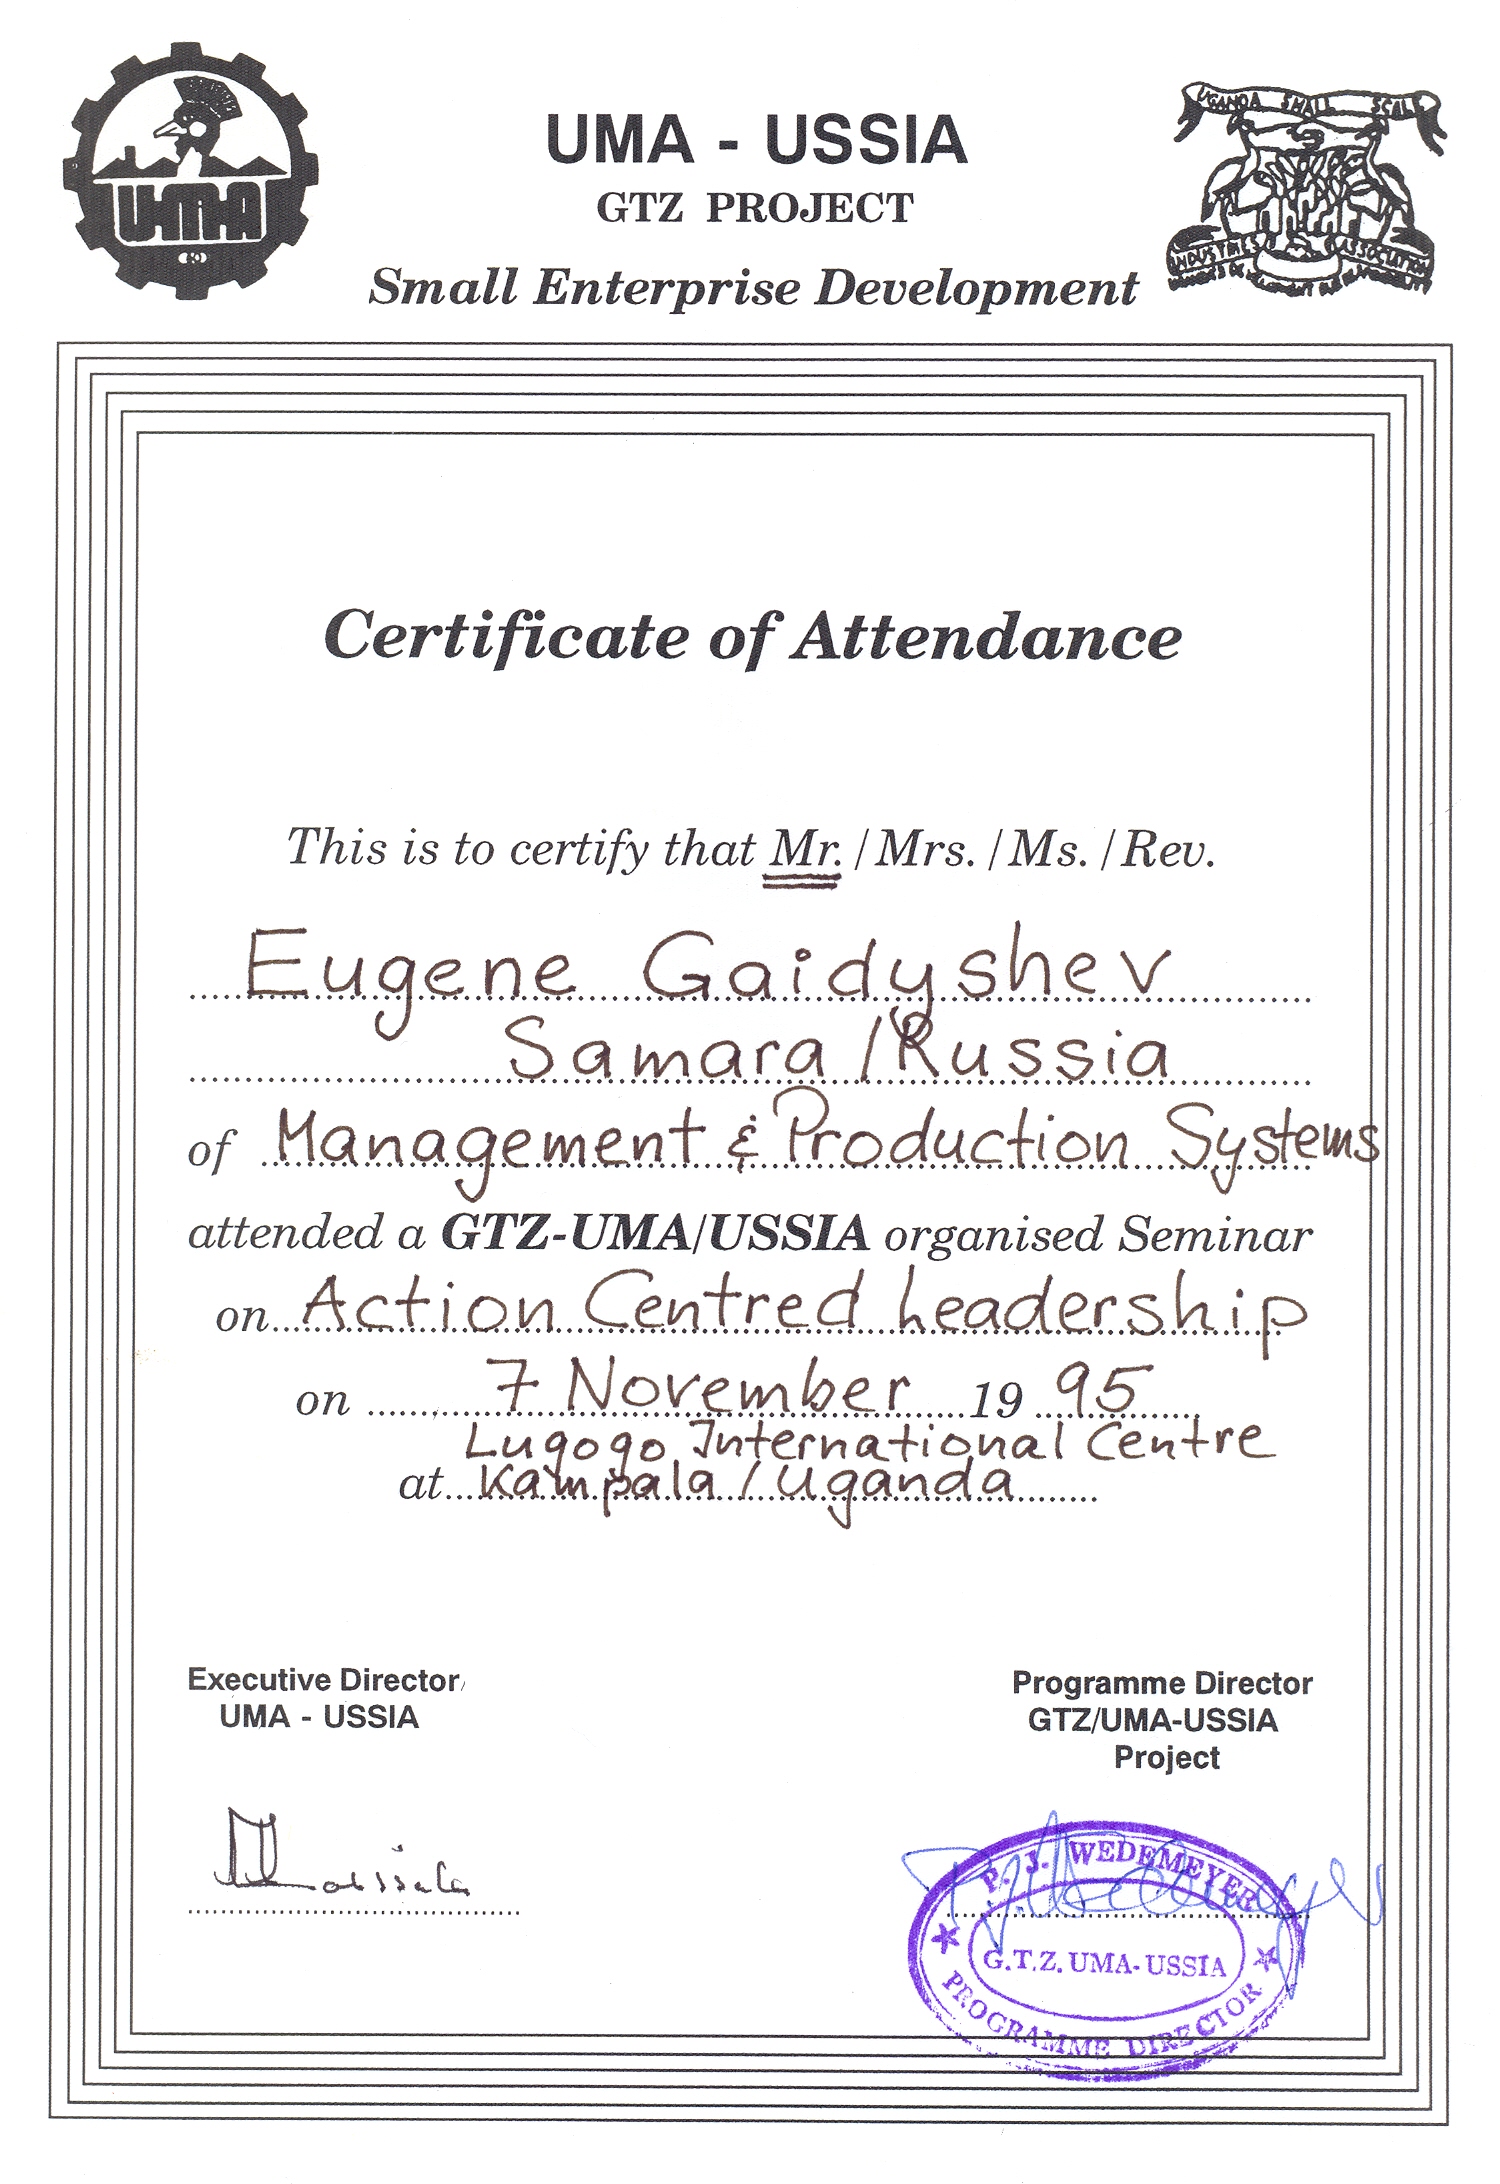 UMA
UGANDA SMALL SCALE
INDUSTRIES ASSOCIATION
UMA - USSIA
GTZ PROJECT
Small Enterprise Development
Certificate of Attendance
This is to certify that Mr. / Mrs. / Ms. / Rev.
Eugene Gaidyshev
Samara / Russia
of Management & Production Systems
attended a GTZ-UMA/USSIA organised Seminar
on Action Centred Leadership
on 7 November 19 95
Lugogo International Centre
at Kampala / Uganda
Executive Director
UMA - USSIA
Programme Director
GTZ/UMA-USSIA
Project
P. J. WEDEMEYER
G.T.Z. UMA-USSIA
PROGRAMME DIRECTOR